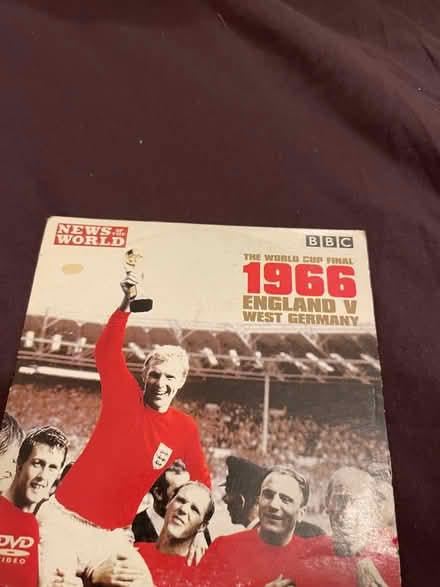 NEWS OF THE
WORLD
BBC
THE WORLD CUP FINAL
1966
ENGLAND V
WEST GERMANY
DVD
VIDEO